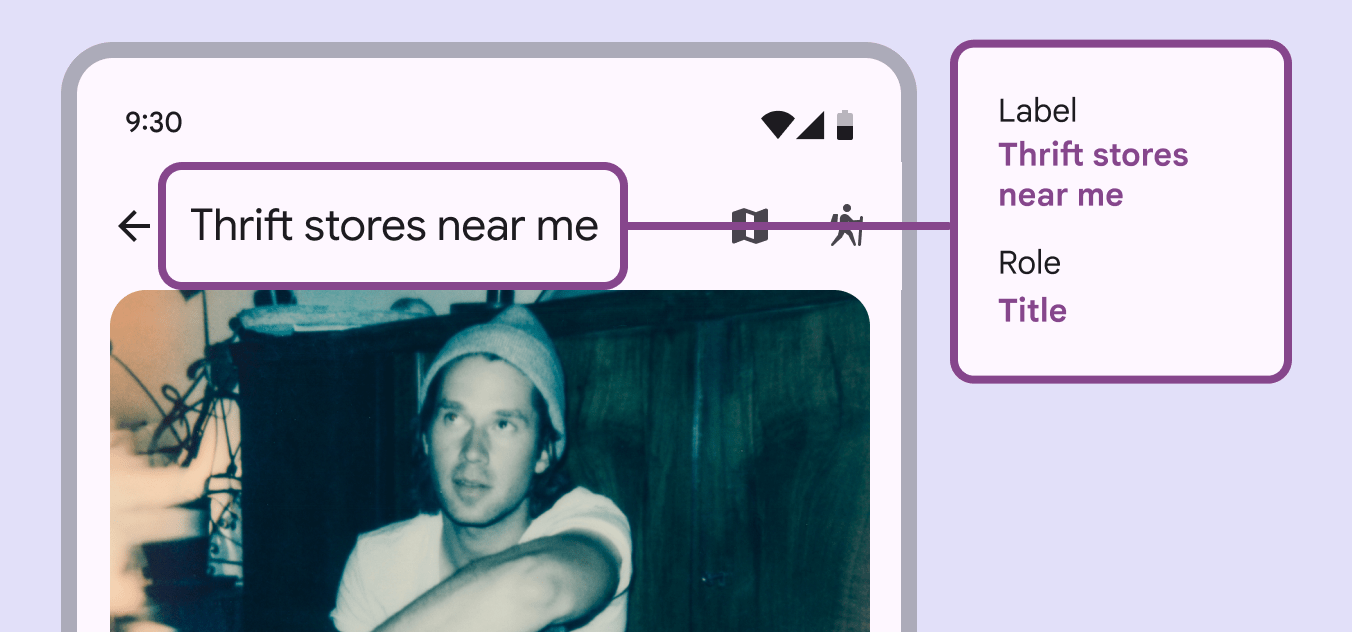 9:30
Thrift stores near me
Label
Thrift stores
near me
Role
Title